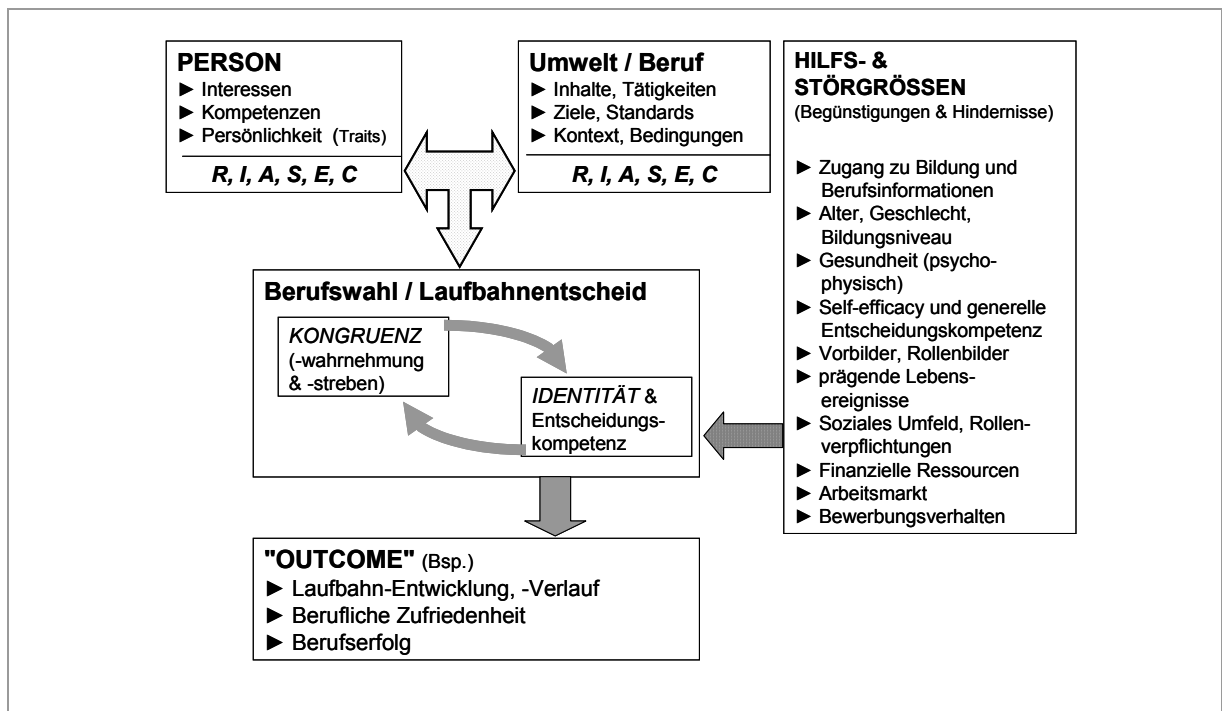 PERSON
► Interessen
► Kompetenzen
► Persönlichkeit (Traits)
R, I, A, S, E, C
Umwelt / Beruf
► Inhalte, Tätigkeiten
► Ziele, Standards
► Kontext, Bedingungen
R, I, A, S, E, C
HILFS- &
STÖRGRÖSSEN
(Begünstigungen & Hindernisse)
► Zugang zu Bildung und
Berufsinformationen
► Alter, Geschlecht,
Bildungsniveau
► Gesundheit (psycho-
physisch)
► Self-efficacy und generelle
Entscheidungskompetenz
► Vorbilder, Rollenbilder
► prägende Lebens-
ereignisse
► Soziales Umfeld, Rollen-
verpflichtungen
► Finanzielle Ressourcen
► Arbeitsmarkt
► Bewerbungsverhalten
Berufswahl / Laufbahnentscheid
KONGRUENZ
(-wahrnehmung
& -streben)
IDENTITÄT &
Entscheidungs-
kompetenz
"OUTCOME" (Bsp.)
► Laufbahn-Entwicklung, -Verlauf
► Berufliche Zufriedenheit
► Berufserfolg